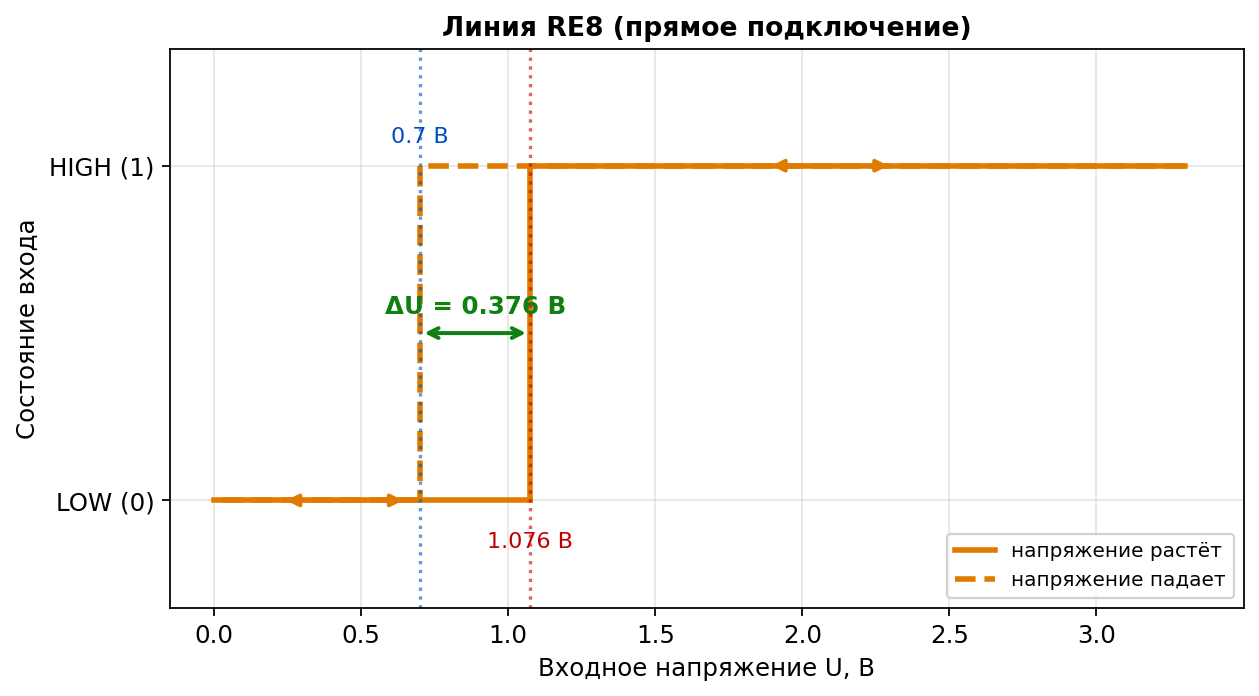 Линия RE8 (прямое подключение)
0.7 В
HIGH (1)
ΔU = 0.376 В
Состояние входа
LOW (0)
1.076 В
напряжение растёт
напряжение падает
0.0 0.5 1.0 1.5 2.0 2.5 3.0
Входное напряжение U, В